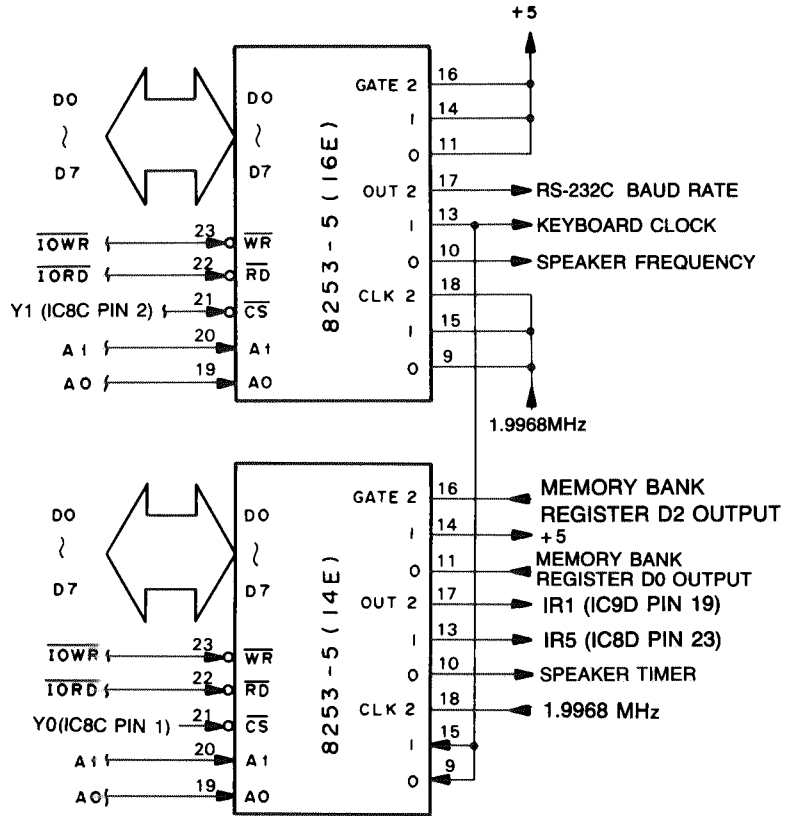 +5
GATE 2 16
1 14
0 11
D0 D0
~ ~
D7 D7
8253-5 (16E)
OUT 2 17 RS-232C BAUD RATE
1 13 KEYBOARD CLOCK
0 10 SPEAKER FREQUENCY
IOWR 23 WR
IORD 22 RD
Y1 (IC8C PIN 2) 21 CS
A1 20 A1
A0 19 A0
CLK 2 18
1 15
0 9
1.9968MHz
GATE 2 16 MEMORY BANK
REGISTER D2 OUTPUT
1 14 +5
0 11 MEMORY BANK
REGISTER D0 OUTPUT
D0 D0
~ ~
D7 D7
8253-5 (14E)
OUT 2 17 IR1 (IC9D PIN 19)
1 13 IR5 (IC8D PIN 23)
0 10 SPEAKER TIMER
IOWR 23 WR
IORD 22 RD
Y0(IC8C PIN 1) 21 CS
A1 20 A1
A0 19 A0
CLK 2 18 1.9968 MHz
1 15
0 9